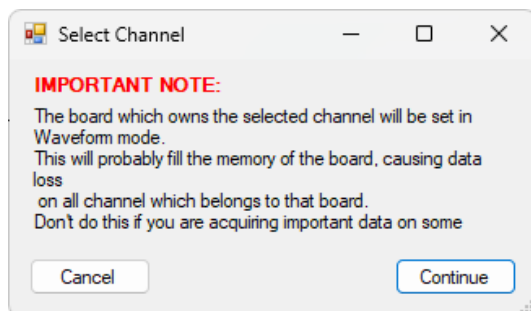 Select Channel
IMPORTANT NOTE:
The board which owns the selected channel will be set in
Waveform mode.
This will probably fill the memory of the board, causing data
loss
on all channel which belongs to that board.
Don't do this if you are acquiring important data on some
Cancel
Continue